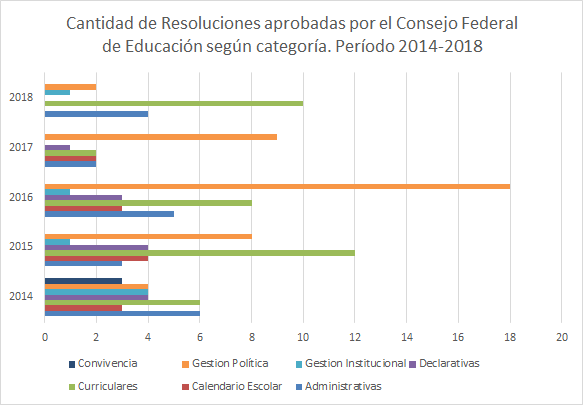 Cantidad de Resoluciones aprobadas por el Consejo Federal
de Educación según categoría. Período 2014-2018
2018
2017
2016
2015
2014
0 2 4 6 8 10 12 14 16 18 20
Convivencia Gestion Política Gestion Institucional Declarativas
Curriculares Calendario Escolar Administrativas